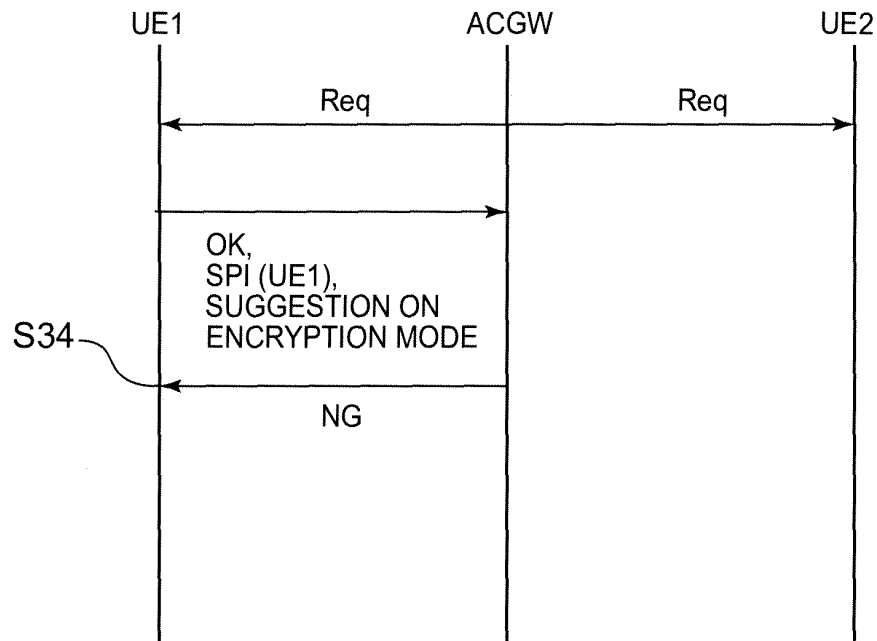 UE1
ACGW
UE2
Req
Req
OK,
SPI (UE1),
SUGGESTION ON
ENCRYPTION MODE
S34
NG